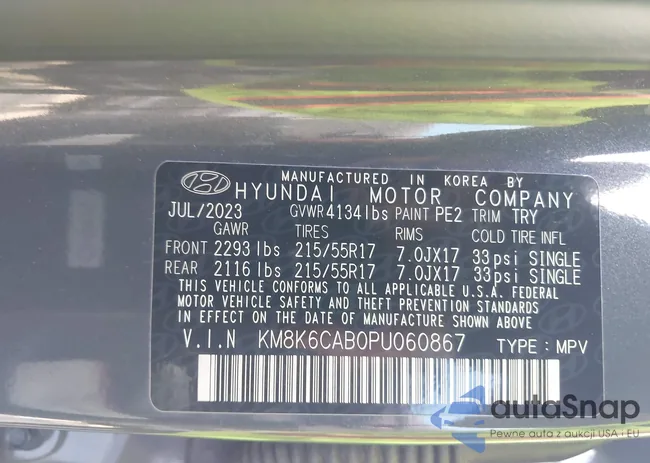 MANUFACTURED IN KOREA BY
HYUNDAI MOTOR COMPANY
JUL/2023 GVWR 4134 lbs PAINT PE2 TRIM TRY
GAWR TIRES RIMS COLD TIRE INFL
FRONT 2293 lbs 215/55R17 7.0JX17 33psi SINGLE
REAR 2116 lbs 215/55R17 7.0JX17 33psi SINGLE
THIS VEHICLE CONFORMS TO ALL APPLICABLE U.S.A. FEDERAL
MOTOR VEHICLE SAFETY AND THEFT PREVENTION STANDARDS
IN EFFECT ON THE DATE OF MANUFACTURE SHOWN ABOVE.
V.I.N KM8K6CAB0PU060867 TYPE : MPV
autaSnap
Pewne auta z aukcji USA i EU